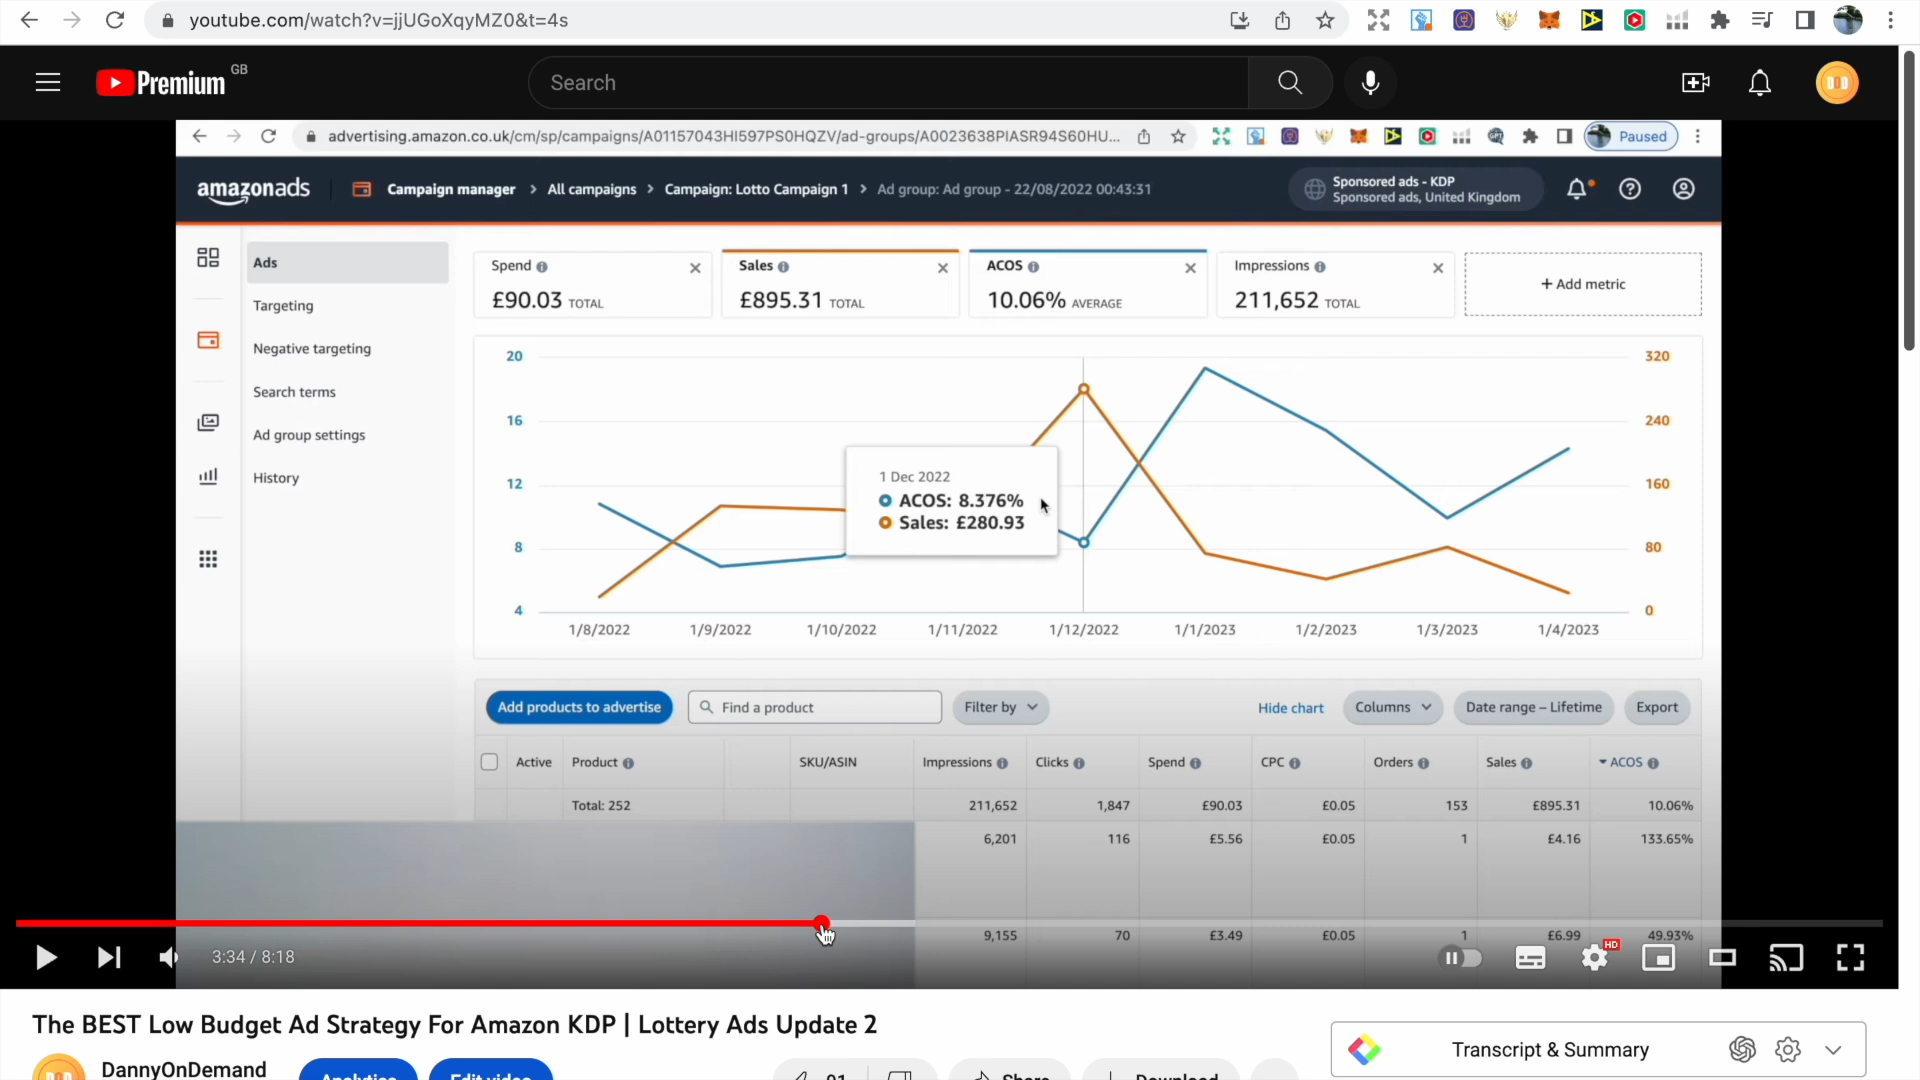 youtube.com/watch?v=jjUGoXqyMZ0&t=4s
Premium GB
Search
advertising.amazon.co.uk/cm/sp/campaigns/A01157043HI597PS0HQZV/ad-groups/A0023638PIASR94S60HU...
Paused
amazonads
Campaign manager > All campaigns > Campaign: Lotto Campaign 1 > Ad group: Ad group - 22/08/2022 00:43:31
Sponsored ads - KDP
Sponsored ads, United Kingdom
Ads
Targeting
Negative targeting
Search terms
Ad group settings
History
Spend
£90.03 TOTAL
Sales
£895.31 TOTAL
ACOS
10.06% AVERAGE
Impressions
211,652 TOTAL
+ Add metric
20 320
16 240
12 160
8 80
4 0
1 Dec 2022
ACOS: 8.376%
Sales: £280.93
1/8/2022 1/9/2022 1/10/2022 1/11/2022 1/12/2022 1/1/2023 1/2/2023 1/3/2023 1/4/2023
Add products to advertise Find a product Filter by Hide chart Columns Date range – Lifetime Export
Active Product SKU/ASIN Impressions Clicks Spend CPC Orders Sales ACOS
Total: 252 211,652 1,847 £90.03 £0.05 153 £895.31 10.06%
6,201 116 £5.56 £0.05 1 £4.16 133.65%
9,155 70 £3.49 £0.05 1 £6.99 49.93%
3:34 / 8:18
HD
The BEST Low Budget Ad Strategy For Amazon KDP | Lottery Ads Update 2
Transcript & Summary
DannyOnDemand
Analytics Edit video 91 Share Download